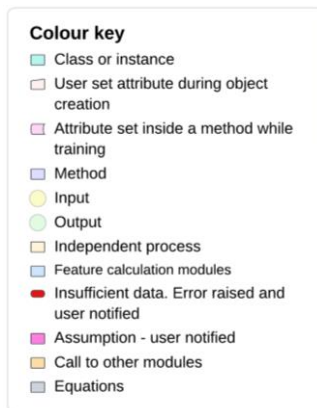 Colour key
Class or instance
User set attribute during object
creation
Attribute set inside a method while
training
Method
Input
Output
Independent process
Feature calculation modules
Insufficient data. Error raised and
user notified
Assumption - user notified
Call to other modules
Equations